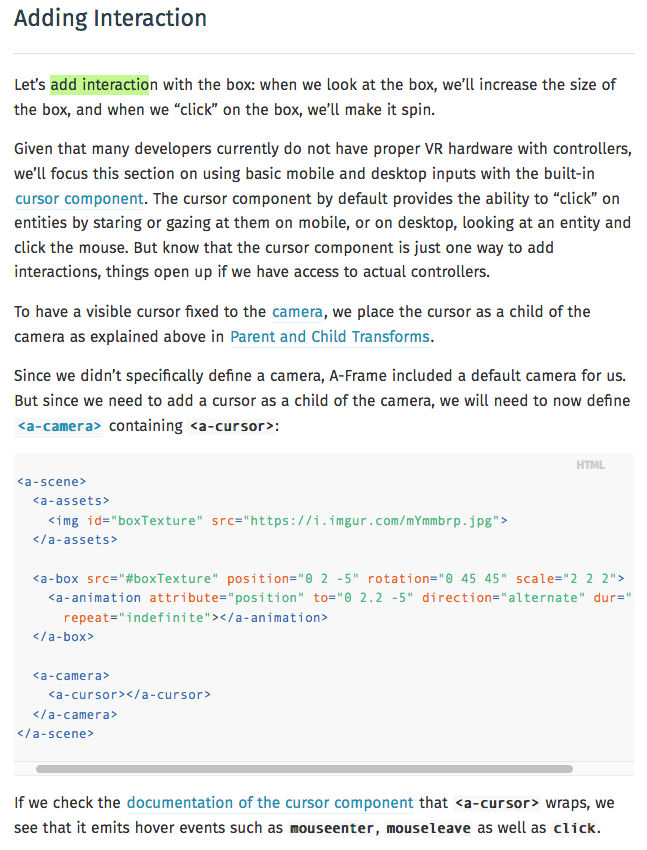 Adding Interaction
Let's add interaction with the box: when we look at the box, we'll increase the size of
the box, and when we “click” on the box, we'll make it spin.
Given that many developers currently do not have proper VR hardware with controllers,
we'll focus this section on using basic mobile and desktop inputs with the built-in
cursor component. The cursor component by default provides the ability to “click” on
entities by staring or gazing at them on mobile, or on desktop, looking at an entity and
click the mouse. But know that the cursor component is just one way to add
interactions, things open up if we have access to actual controllers.
To have a visible cursor fixed to the camera, we place the cursor as a child of the
camera as explained above in Parent and Child Transforms.
Since we didn't specifically define a camera, A-Frame included a default camera for us.
But since we need to add a cursor as a child of the camera, we will need to now define
<a-camera> containing <a-cursor>:
HTML
<a-scene>
  <a-assets>
    <img id="boxTexture" src="https://i.imgur.com/mYmmbrp.jpg">
  </a-assets>
  <a-box src="#boxTexture" position="0 2 -5" rotation="0 45 45" scale="2 2 2">
    <a-animation attribute="position" to="0 2.2 -5" direction="alternate" dur="
      repeat="indefinite"></a-animation>
  </a-box>
  <a-camera>
    <a-cursor></a-cursor>
  </a-camera>
</a-scene>
If we check the documentation of the cursor component that <a-cursor> wraps, we
see that it emits hover events such as mouseenter, mouseleave as well as click.